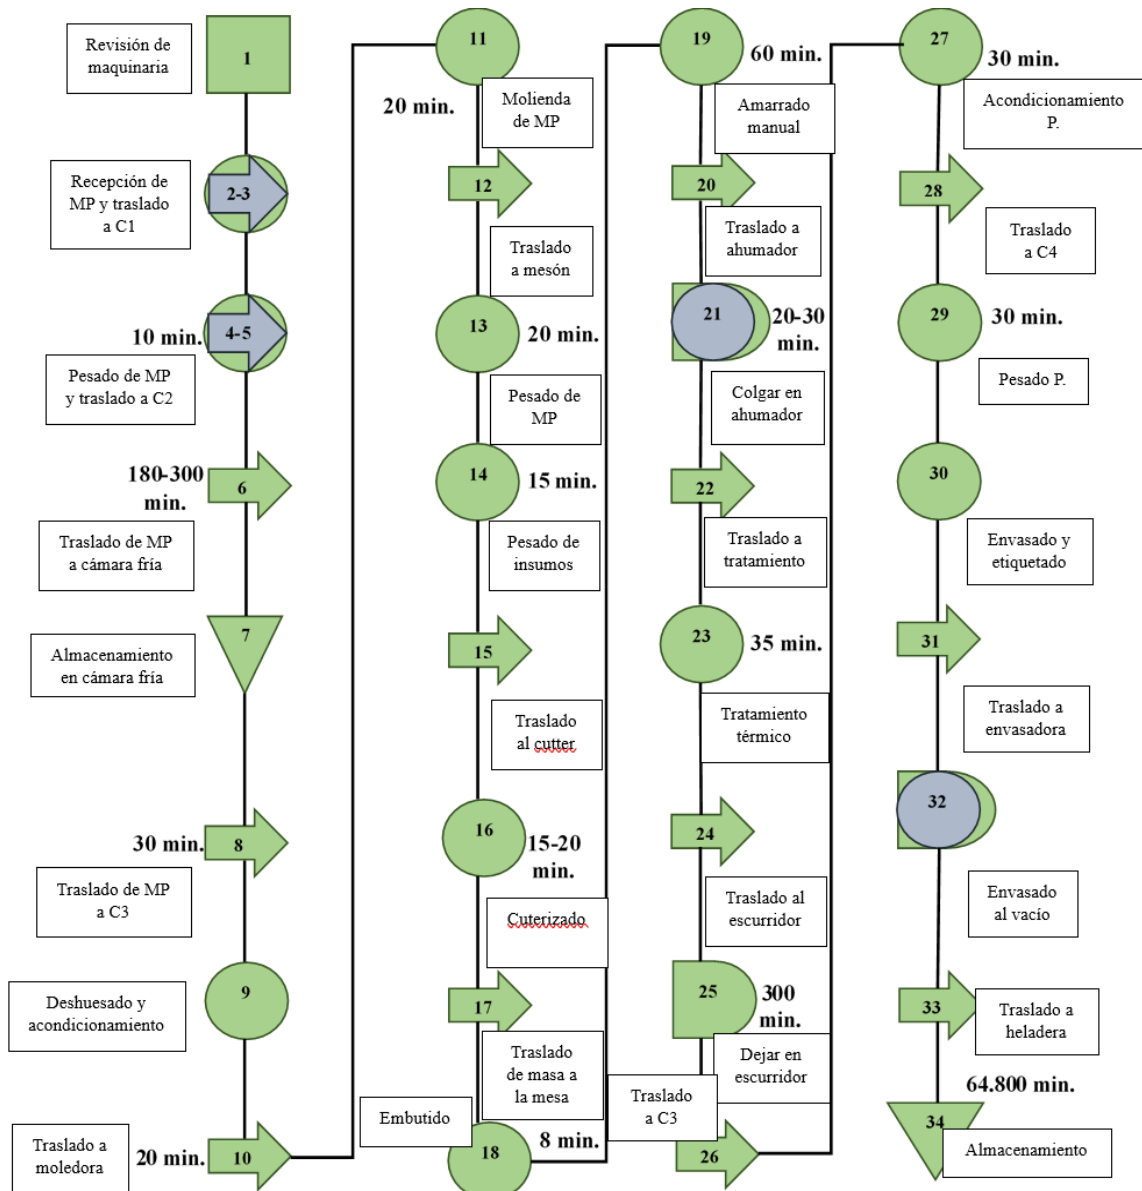 Revisión de
maquinaria
1
Recepción de
MP y traslado
a C1
2-3
10 min.
4-5
Pesado de MP
y traslado a C2
180-300
min.
6
Traslado de MP
a cámara fría
7
Almacenamiento
en cámara fría
30 min.
8
Traslado de MP
a C3
9
Deshuesado y
acondicionamiento
Traslado a
moledora
20 min.
10
11
20 min.
Molienda
de MP
12
Traslado
a mesón
13
20 min.
Pesado de
MP
14
15 min.
Pesado de
insumos
15
Traslado
al cutter
16
15-20
min.
Cuterizado
17
Traslado
de masa a
la mesa
Embutido
18
8 min.
19
60 min.
Amarrado
manual
20
Traslado a
ahumador
21
20-30
min.
Colgar en
ahumador
22
Traslado a
tratamiento
23
35 min.
Tratamiento
térmico
24
Traslado al
escurridor
25
300
min.
Dejar en
escurridor
Traslado
a C3
26
27
30 min.
Acondicionamiento
P.
28
Traslado
a C4
29
30 min.
Pesado P.
30
Envasado y
etiquetado
31
Traslado a
envasadora
32
Envasado
al vacío
33
Traslado a
heladera
64.800 min.
34
Almacenamiento